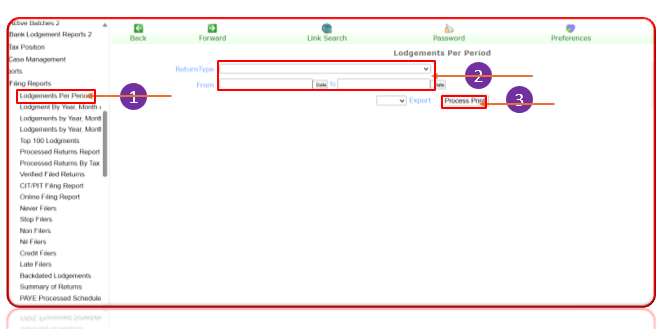 Active Batches 2
Bank Lodgement Reports 2
Tax Position
Case Management
orts
Filing Reports
Lodgements Per Period
Lodgment By Year, Month
Lodgements by Year, Mont
Lodgements by Year, Mont
Top 100 Lodgments
Processed Returns Report
Processed Returns By Tax
Verified Filed Returns
CIT/PIT Filing Report
Online Filing Report
Never Filers
Stop Filers
Non Filers
Nil Filers
Credit Filers
Late Filers
Backdated Lodgements
Summary of Returns
PAYE Processed Schedule
Back Forward Link Search Password Preferences
Lodgements Per Period
ReturnType
From Date To Date
Export Process Print
1
2
3